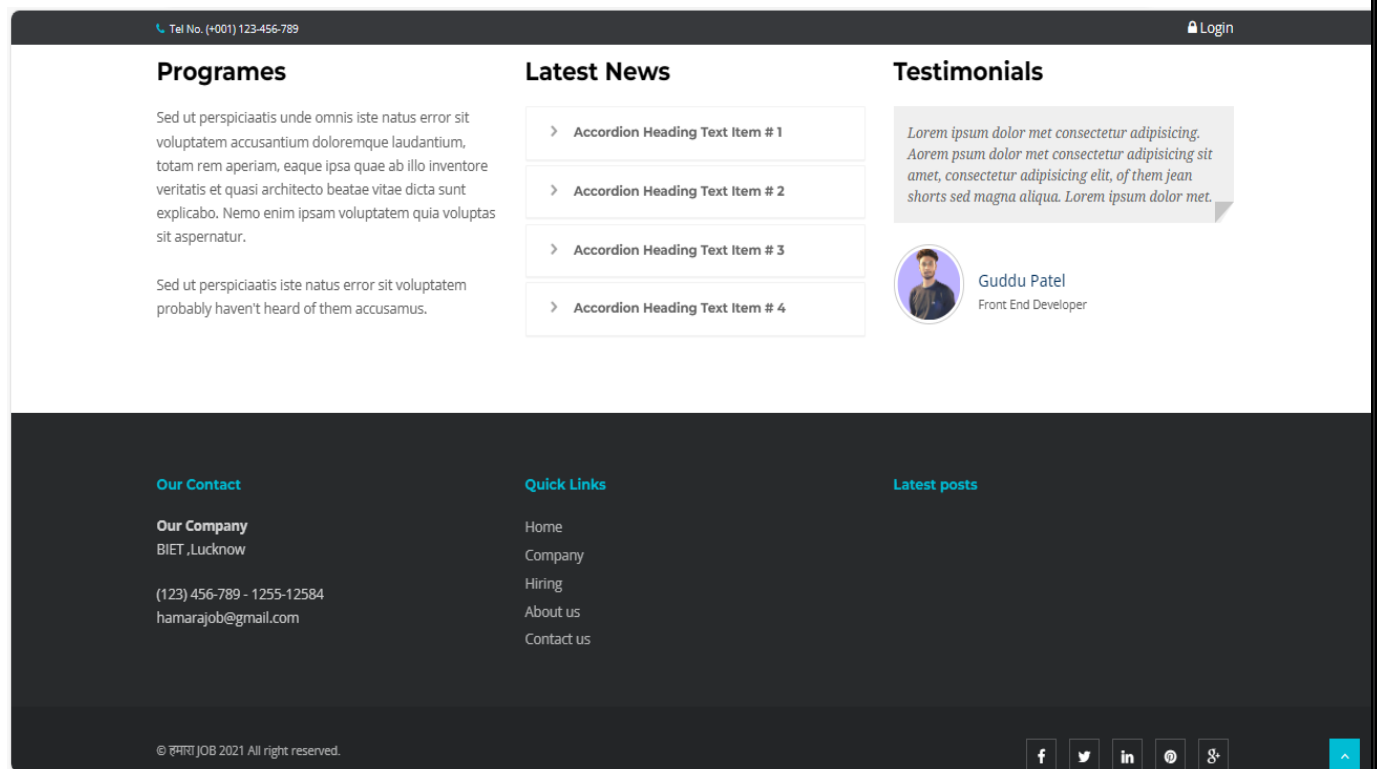 Tel No. (+001) 123-456-789
Login
Programes
Sed ut perspiciaatis unde omnis iste natus error sit
voluptatem accusantium doloremque laudantium,
totam rem aperiam, eaque ipsa quae ab illo inventore
veritatis et quasi architecto beatae vitae dicta sunt
explicabo. Nemo enim ipsam voluptatem quia voluptas
sit aspernatur.
Sed ut perspiciaatis iste natus error sit voluptatem
probably haven't heard of them accusamus.
Latest News
Accordion Heading Text Item # 1
Accordion Heading Text Item # 2
Accordion Heading Text Item # 3
Accordion Heading Text Item # 4
Testimonials
Lorem ipsum dolor met consectetur adipisicing.
Aorem psum dolor met consectetur adipisicing sit
amet, consectetur adipisicing elit, of them jean
shorts sed magna aliqua. Lorem ipsum dolor met.
Guddu Patel
Front End Developer
Our Contact
Our Company
BIET ,Lucknow
(123) 456-789 - 1255-12584
hamarajob@gmail.com
Quick Links
Home
Company
Hiring
About us
Contact us
Latest posts
© हमारा JOB 2021 All right reserved.